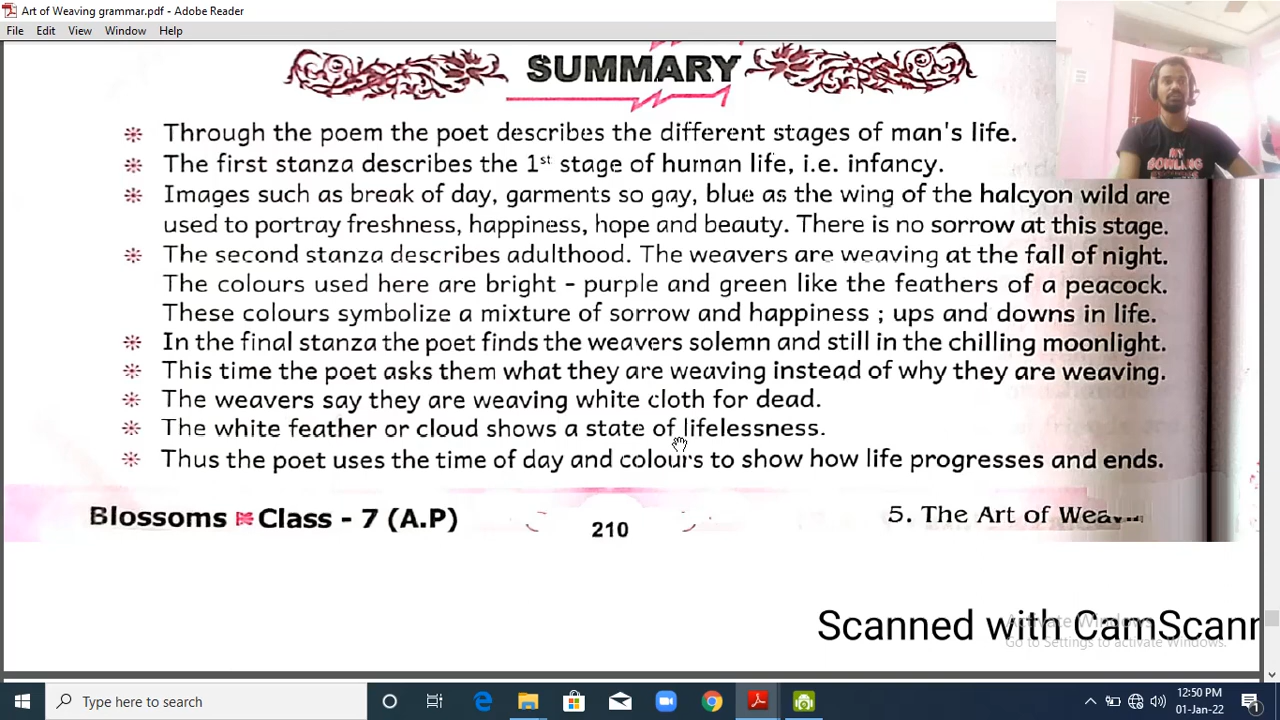 Art of Weaving grammar.pdf - Adobe Reader
File Edit View Window Help
SUMMARY
Through the poem the poet describes the different stages of man's life.
The first stanza describes the 1st stage of human life, i.e. infancy.
Images such as break of day, garments so gay, blue as the wing of the halcyon wild are
used to portray freshness, happiness, hope and beauty. There is no sorrow at this stage.
The second stanza describes adulthood. The weavers are weaving at the fall of night.
The colours used here are bright - purple and green like the feathers of a peacock.
These colours symbolize a mixture of sorrow and happiness ; ups and downs in life.
In the final stanza the poet finds the weavers solemn and still in the chilling moonlight.
This time the poet asks them what they are weaving instead of why they are weaving.
The weavers say they are weaving white cloth for dead.
The white feather or cloud shows a state of lifelessness.
Thus the poet uses the time of day and colours to show how life progresses and ends.
Blossoms Class - 7 (A.P) 210 5. The Art of
Scanned with CamScann
Activate Windows
Go to Settings to activate Windows.
Type here to search
12:50 PM
01-Jan-22